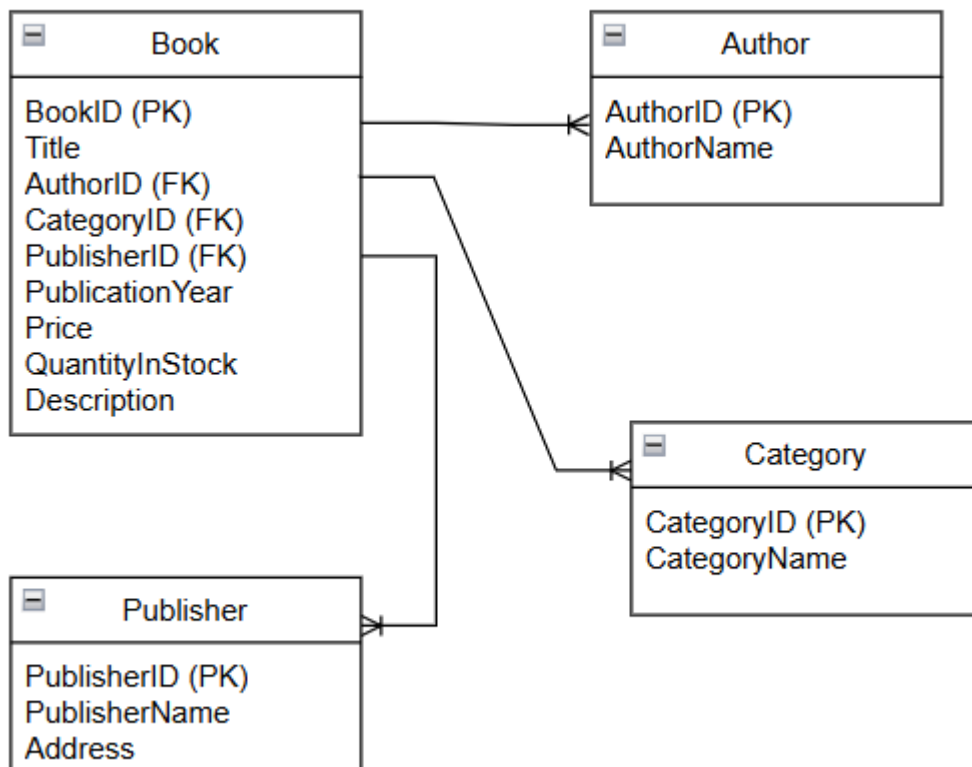 Book
BookID (PK)
Title
AuthorID (FK)
CategoryID (FK)
PublisherID (FK)
PublicationYear
Price
QuantityInStock
Description
Author
AuthorID (PK)
AuthorName
Category
CategoryID (PK)
CategoryName
Publisher
PublisherID (PK)
PublisherName
Address